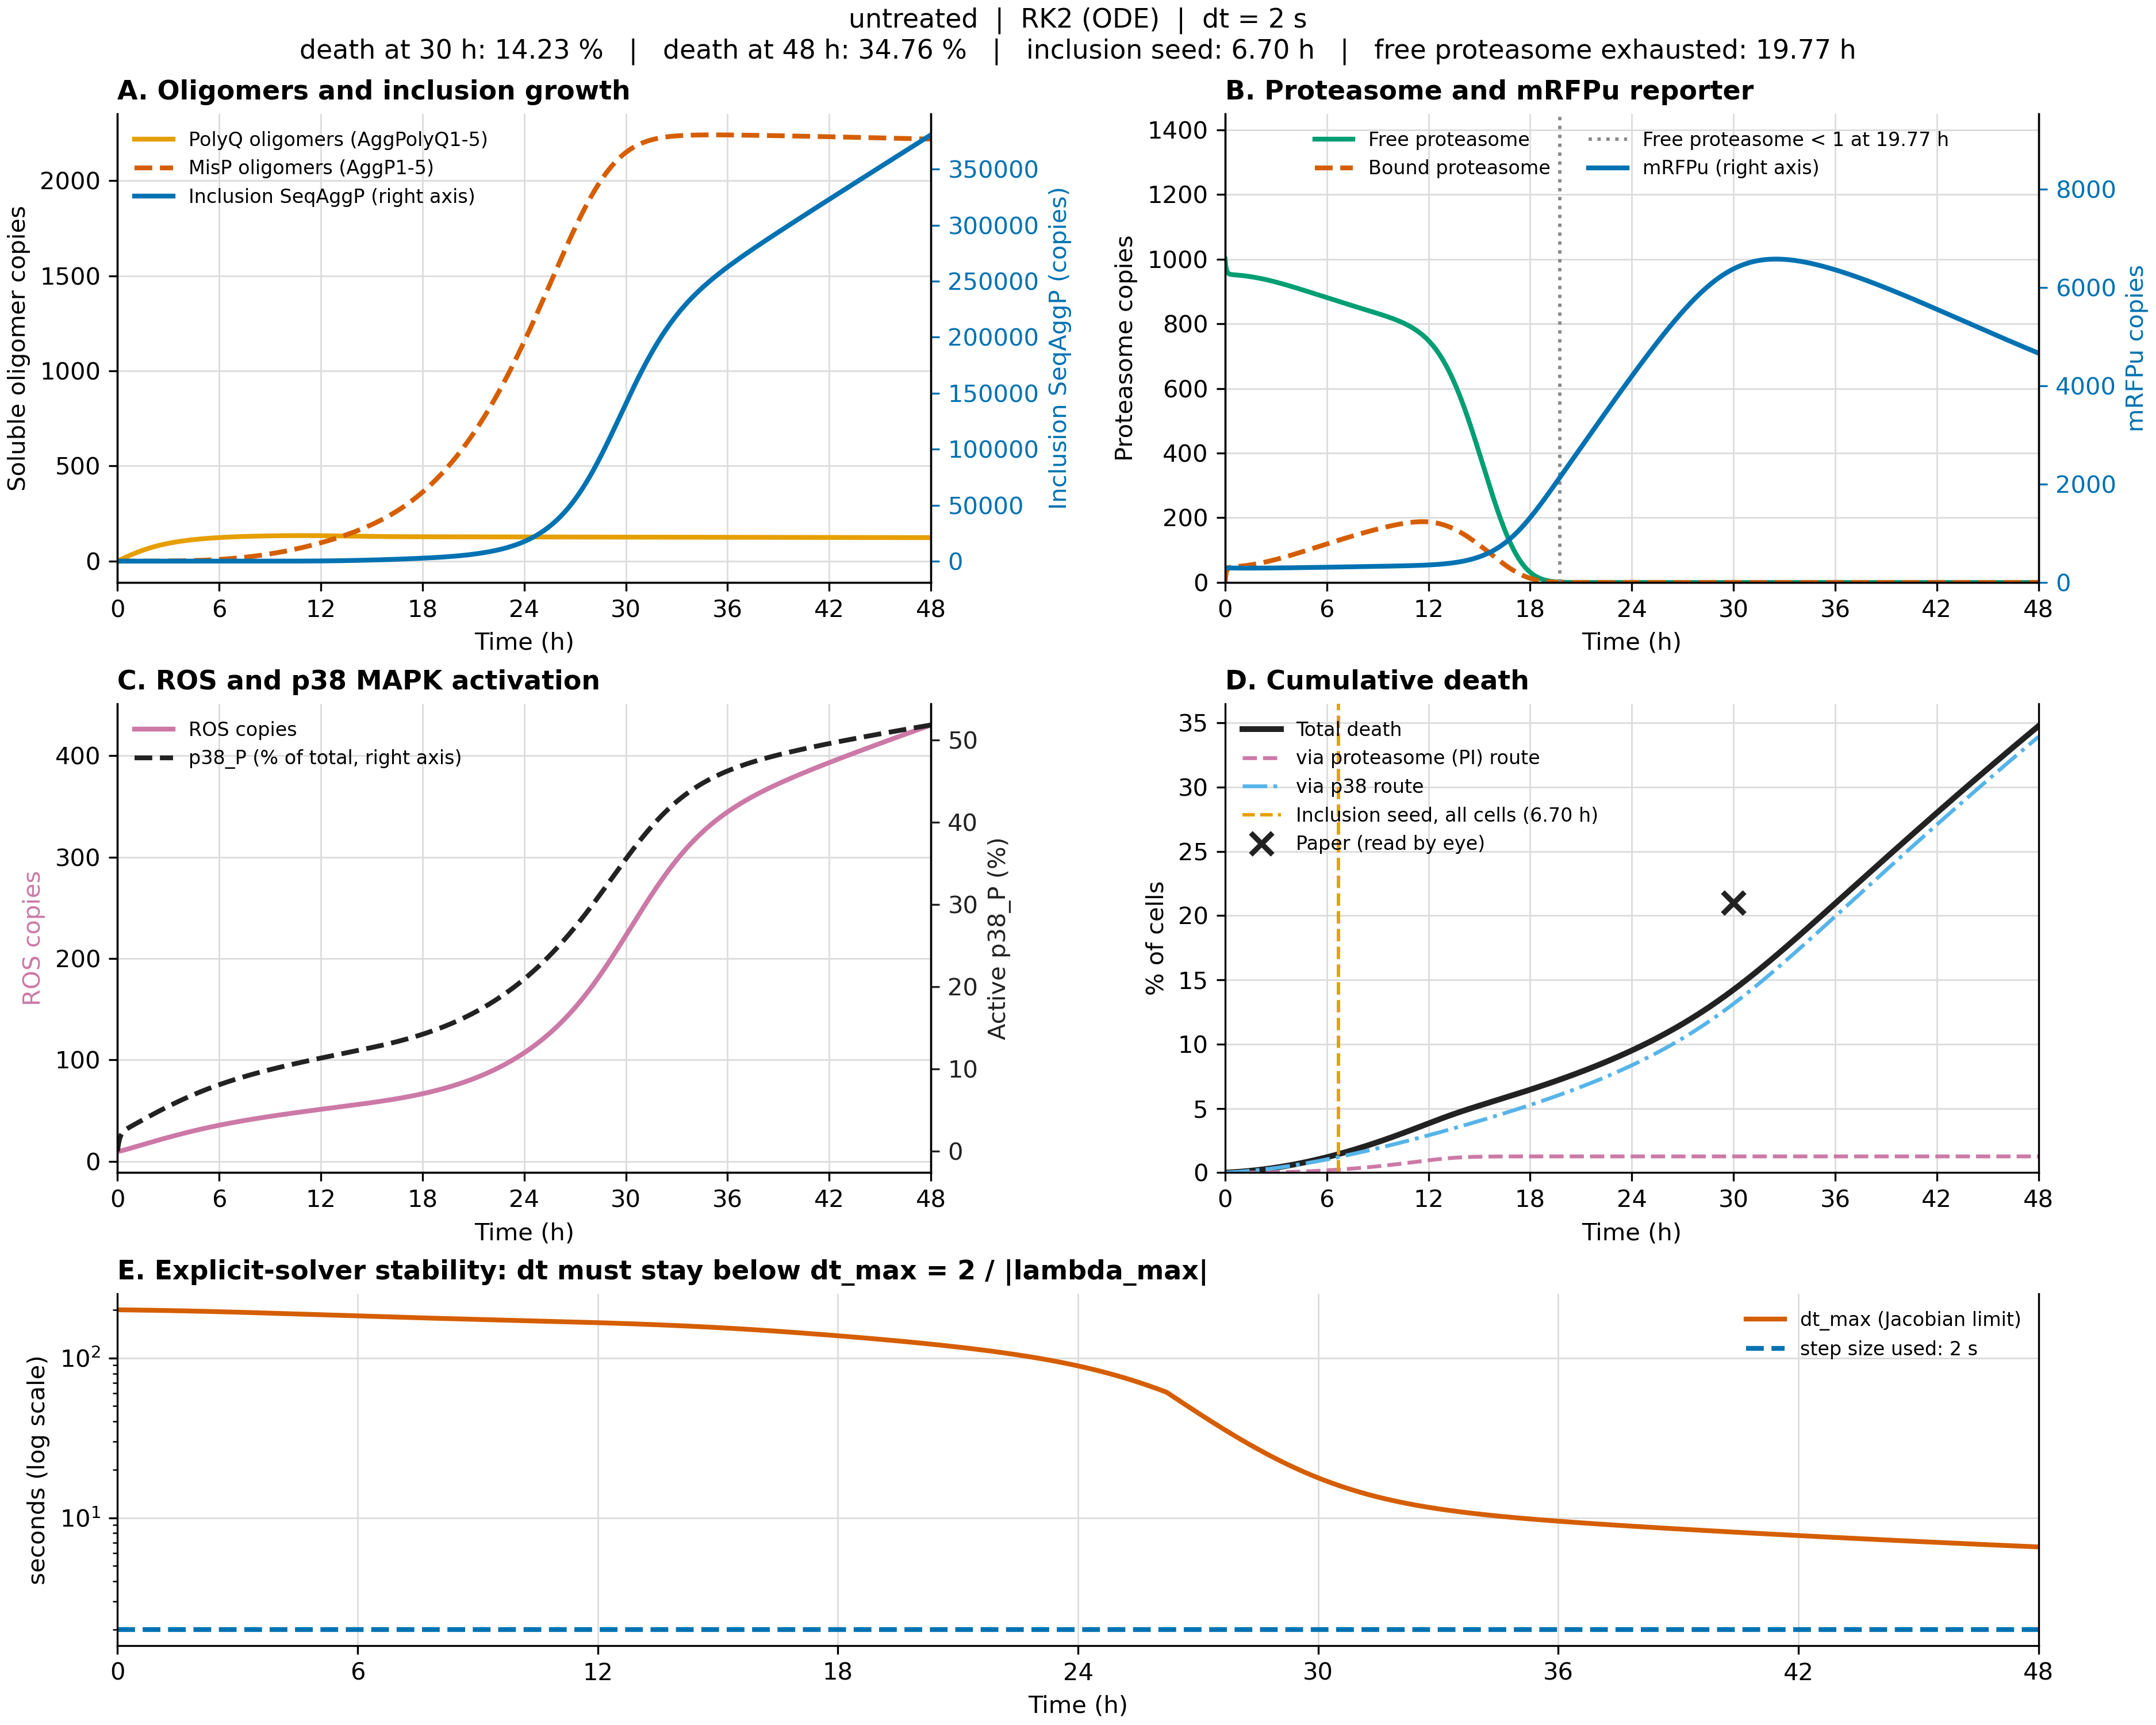 untreated | RK2 (ODE) | dt = 2 s
death at 30 h: 14.23 % | death at 48 h: 34.76 % | inclusion seed: 6.70 h | free proteasome exhausted: 19.77 h
A. Oligomers and inclusion growth
PolyQ oligomers (AggPolyQ1-5)
MisP oligomers (AggP1-5)
Inclusion SeqAggP (right axis)
Soluble oligomer copies
2000
1500
1000
500
0
350000
300000
250000
200000
150000
100000
50000
0
Inclusion SeqAggP (copies)
0 6 12 18 24 30 36 42 48
Time (h)
B. Proteasome and mRFPu reporter
Free proteasome
Bound proteasome
Free proteasome < 1 at 19.77 h
mRFPu (right axis)
Proteasome copies
1400
1200
1000
800
600
400
200
0
8000
6000
4000
2000
0
mRFPu copies
0 6 12 18 24 30 36 42 48
Time (h)
C. ROS and p38 MAPK activation
ROS copies
p38_P (% of total, right axis)
ROS copies
400
300
200
100
0
50
40
30
20
10
0
Active p38_P (%)
0 6 12 18 24 30 36 42 48
Time (h)
D. Cumulative death
Total death
via proteasome (PI) route
via p38 route
Inclusion seed, all cells (6.70 h)
Paper (read by eye)
% of cells
35
30
25
20
15
10
5
0
0 6 12 18 24 30 36 42 48
Time (h)
E. Explicit-solver stability: dt must stay below dt_max = 2 / |lambda_max|
dt_max (Jacobian limit)
step size used: 2 s
seconds (log scale)
10²
10¹
0 6 12 18 24 30 36 42 48
Time (h)